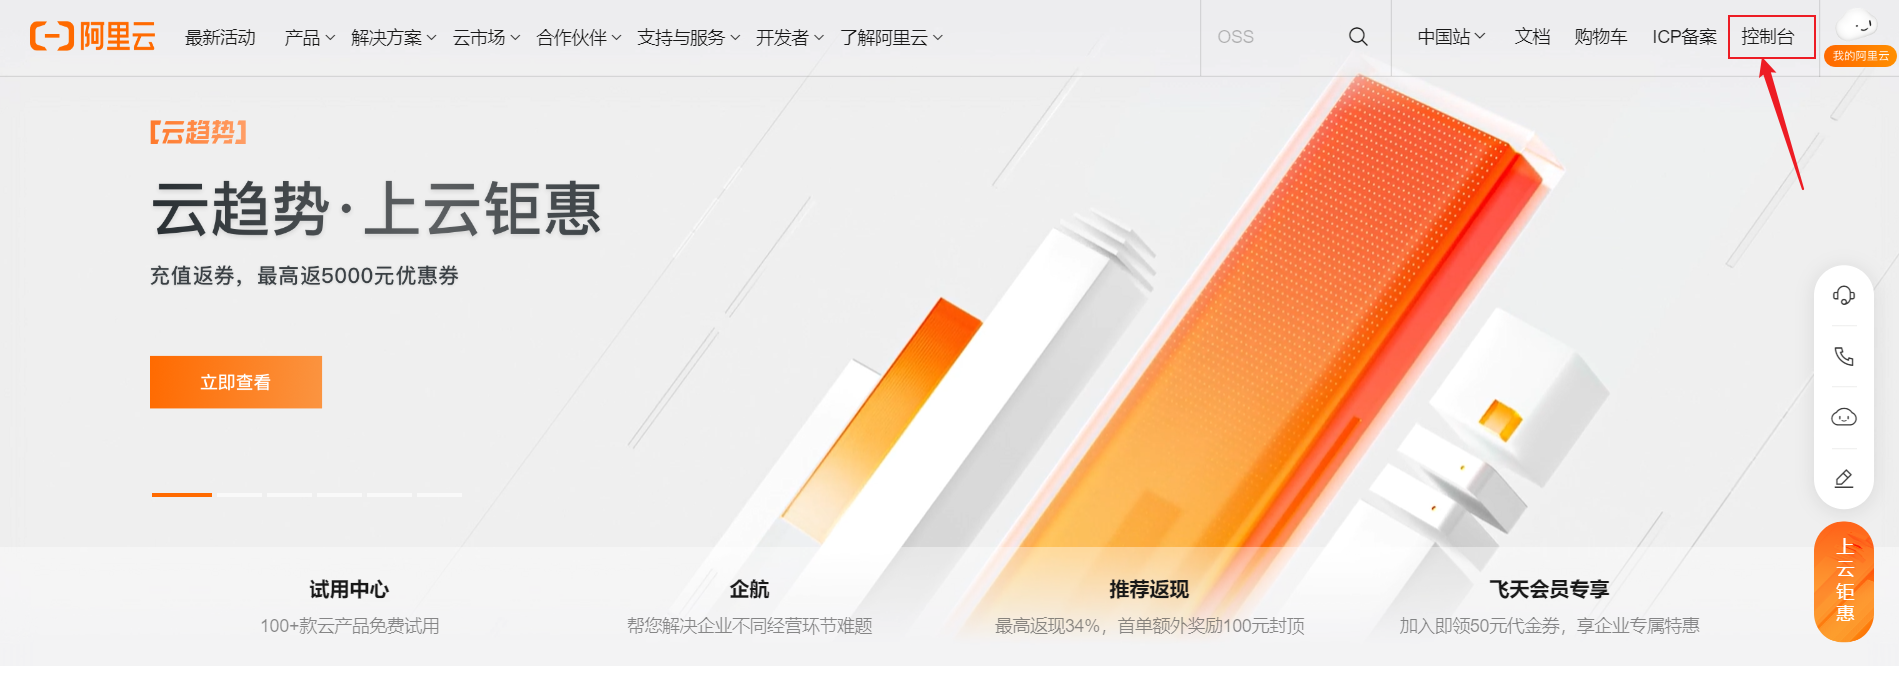 阿里云 最新活动 产品 解决方案 云市场 合作伙伴 支持与服务 开发者 了解阿里云 OSS 中国站 文档 购物车 ICP备案 控制台
我的阿里云
【云趋势】
云趋势·上云钜惠
充值返券，最高返5000元优惠券
立即查看
试用中心
100+款云产品免费试用
企航
帮您解决企业不同经营环节难题
推荐返现
最高返现34%，首单额外奖励100元封顶
飞天会员专享
加入即领50元代金券，享企业专属特惠
上云钜惠